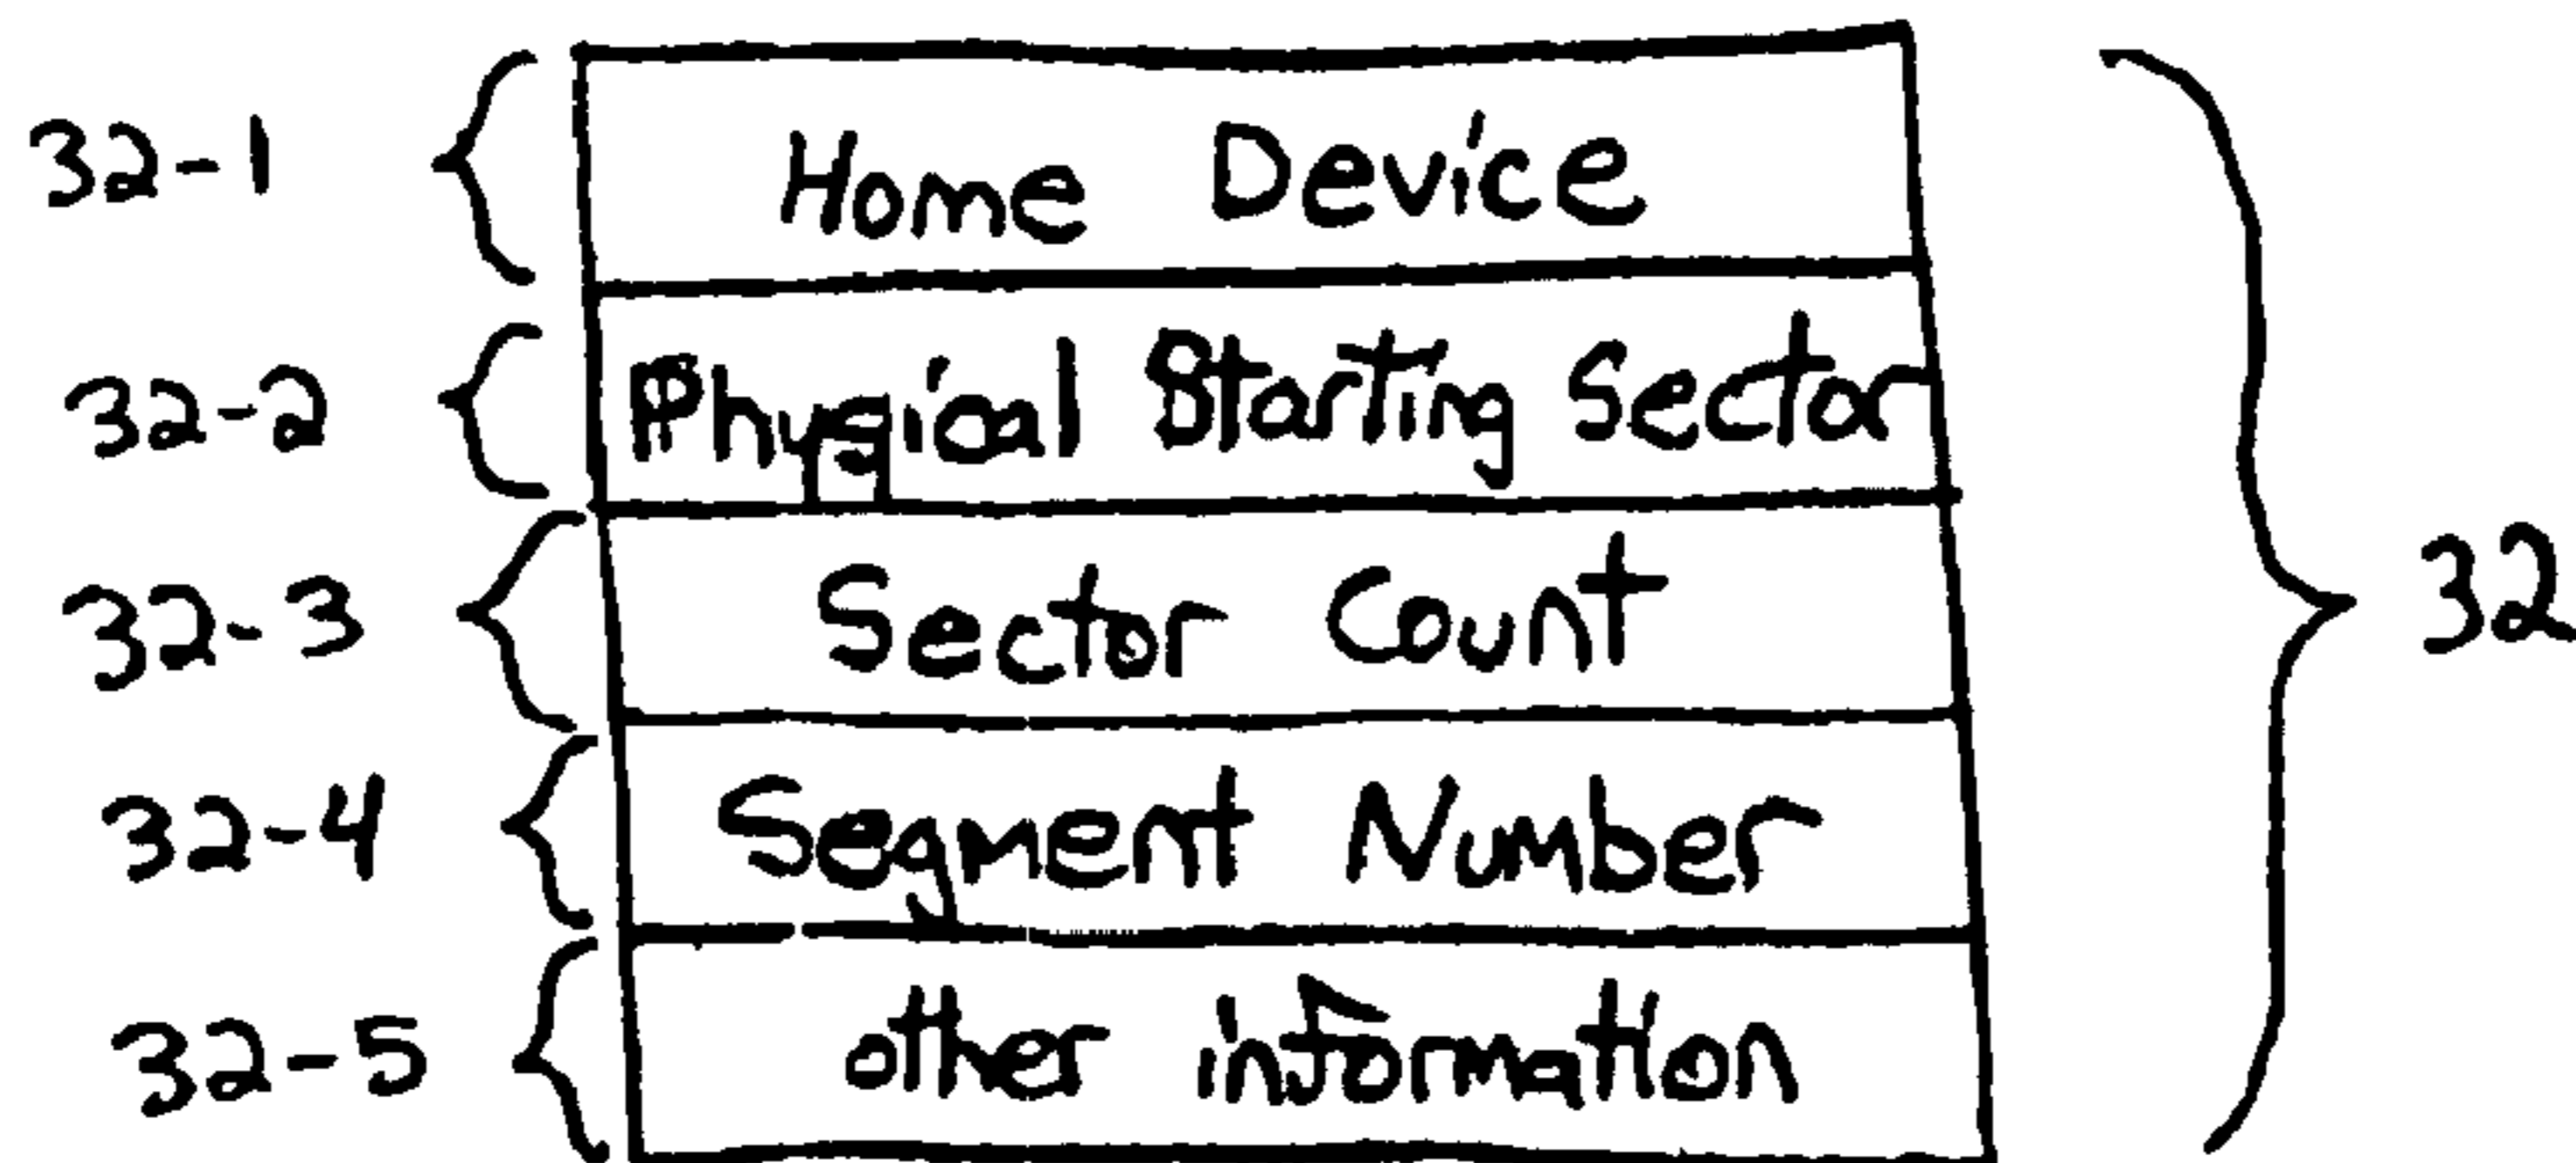 32-1 Home Device
32-2 Physical Starting Sector
32-3 Sector Count
32
32-4 Segment Number
32-5 other information